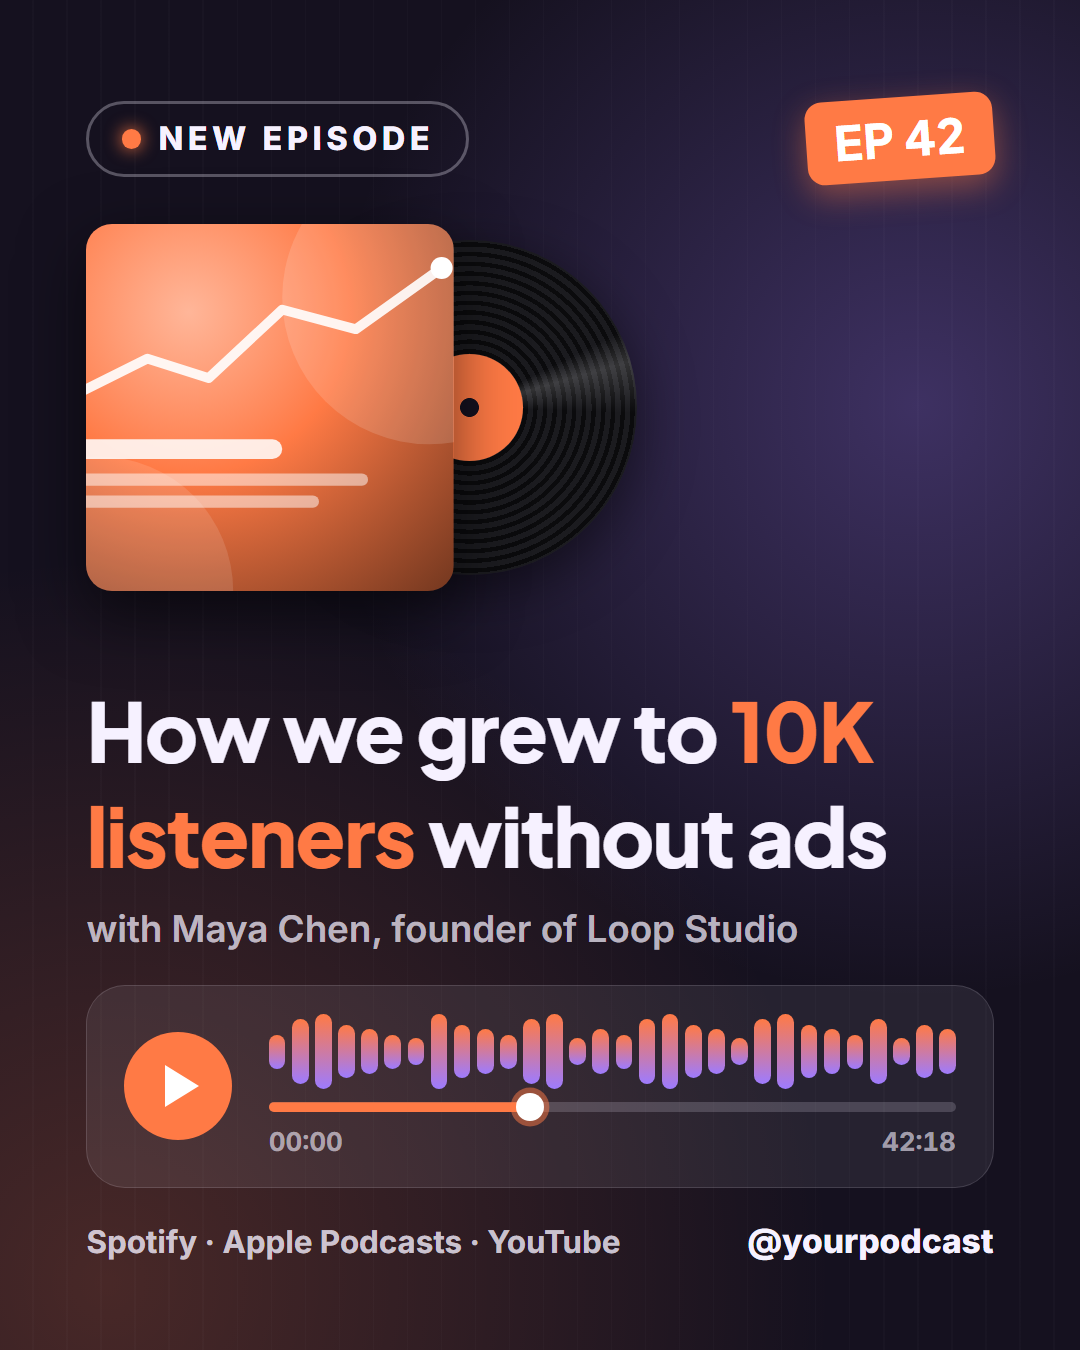 NEW EPISODE
EP 42
How we grew to 10K
listeners without ads
with Maya Chen, founder of Loop Studio
00:00
42:18
Spotify · Apple Podcasts · YouTube
@yourpodcast